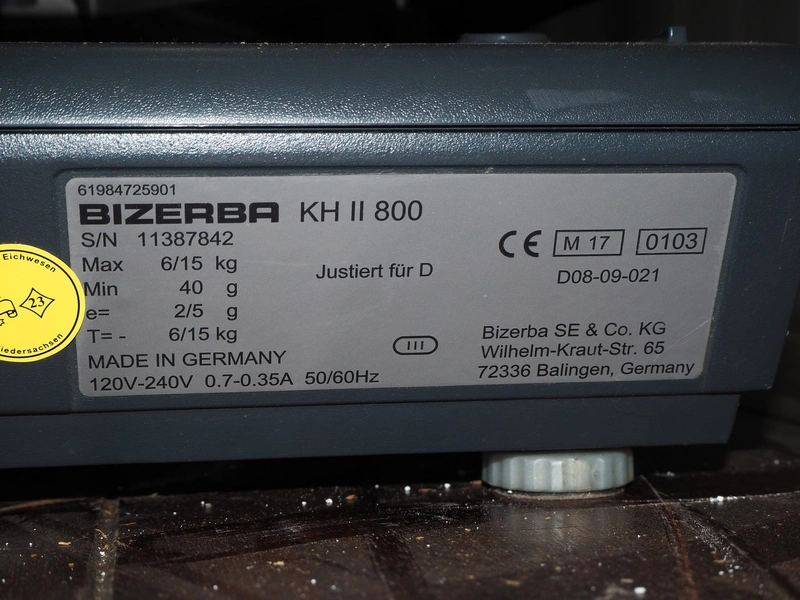 61984725901
BIZERBA KH II 800
S/N 11387842
Max 6/15 kg
Min 40 g
e= 2/5 g
T= - 6/15 kg
MADE IN GERMANY
120V-240V 0.7-0.35A 50/60Hz
Justiert für D
III
CE M 17 0103
D08-09-021
Bizerba SE & Co. KG
Wilhelm-Kraut-Str. 65
72336 Balingen, Germany
Eichwesen
23